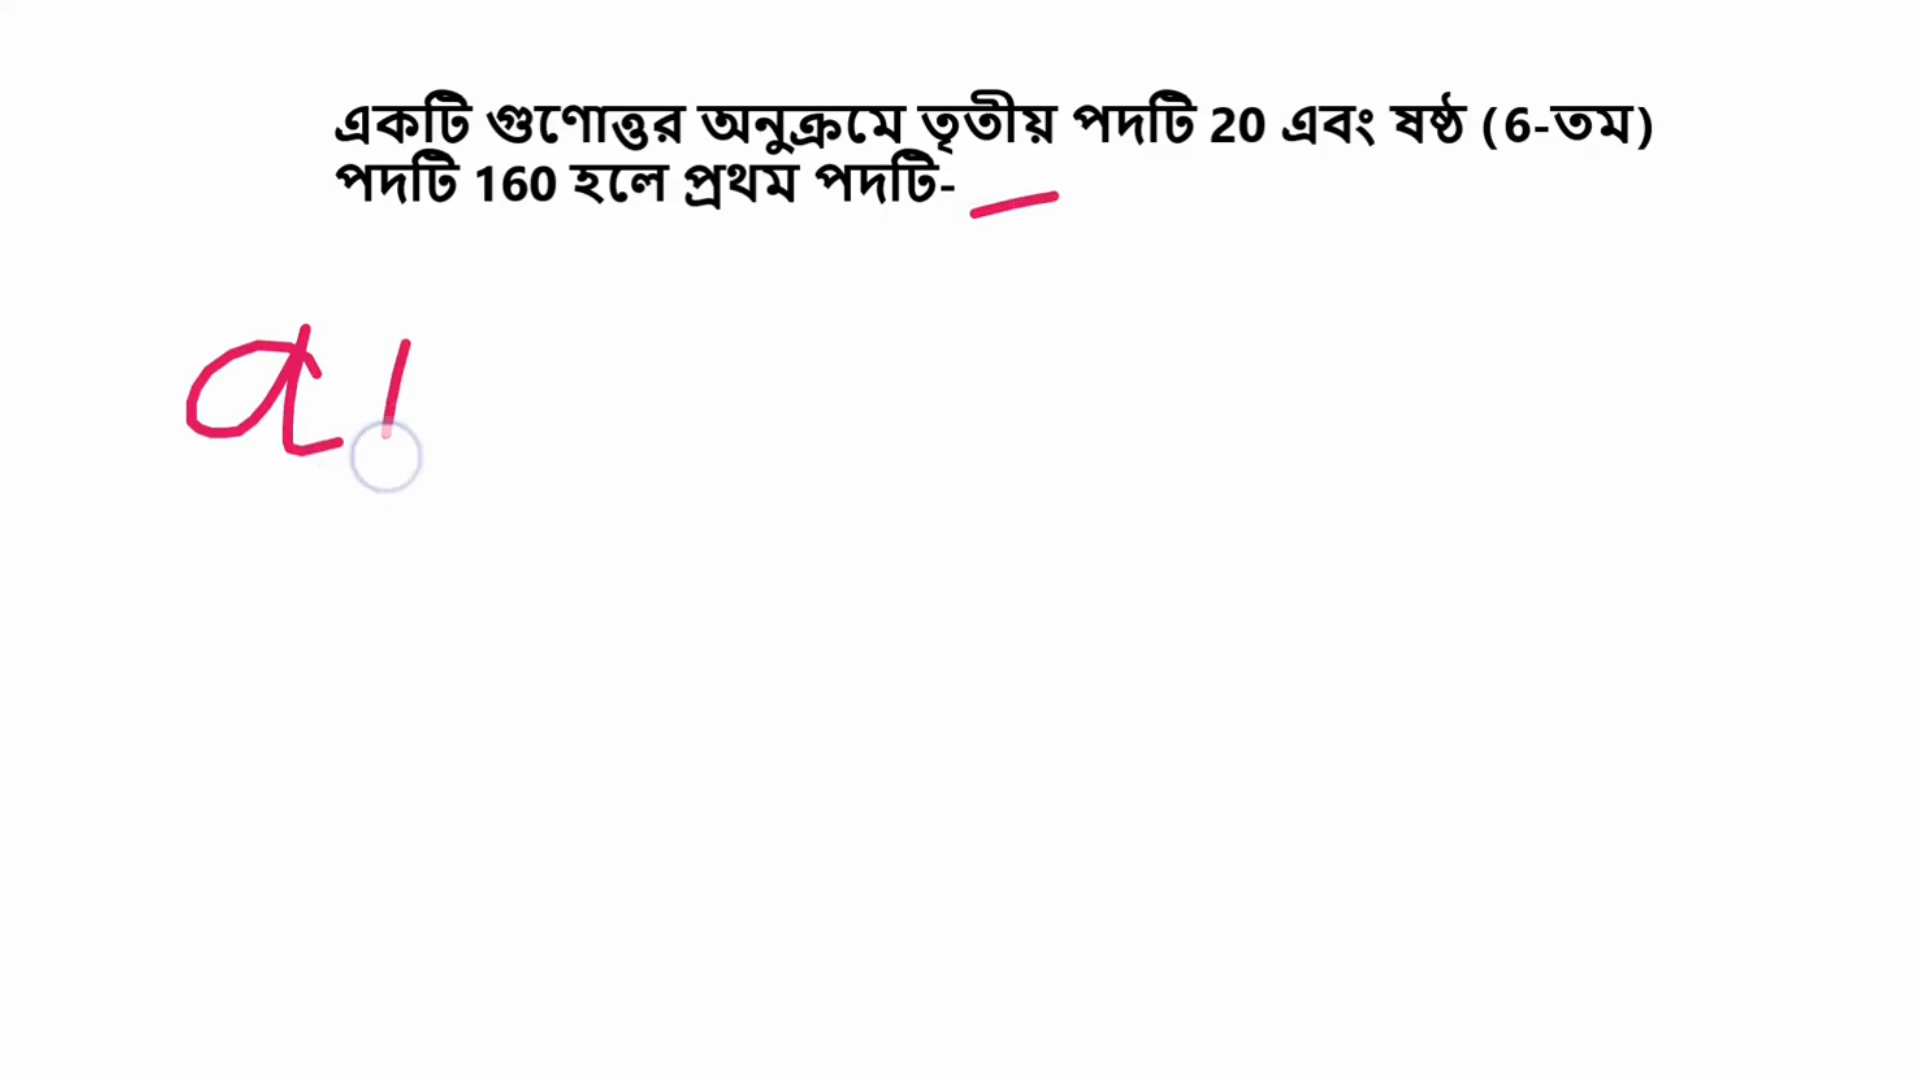 একটি গুণোত্তর অনুক্রমে তৃতীয় পদটি 20 এবং ষষ্ঠ (6-তম)
পদটি 160 হলে প্রথম পদটি-
a